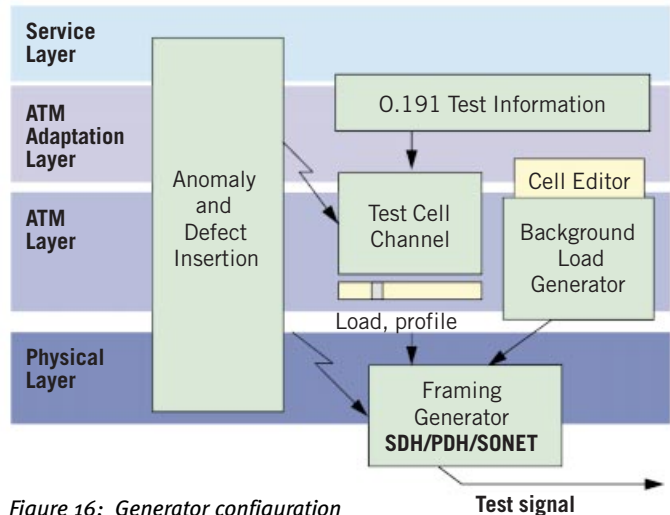 Service
Layer
O.191 Test Information
ATM
Adaptation
Layer
Anomaly
and
Defect
Insertion
Test Cell
Channel
Cell Editor
Background
Load
Generator
ATM
Layer
Load, profile
Physical
Layer
Framing
Generator
SDH/PDH/SONET
Test signal
Figure 16: Generator configuration